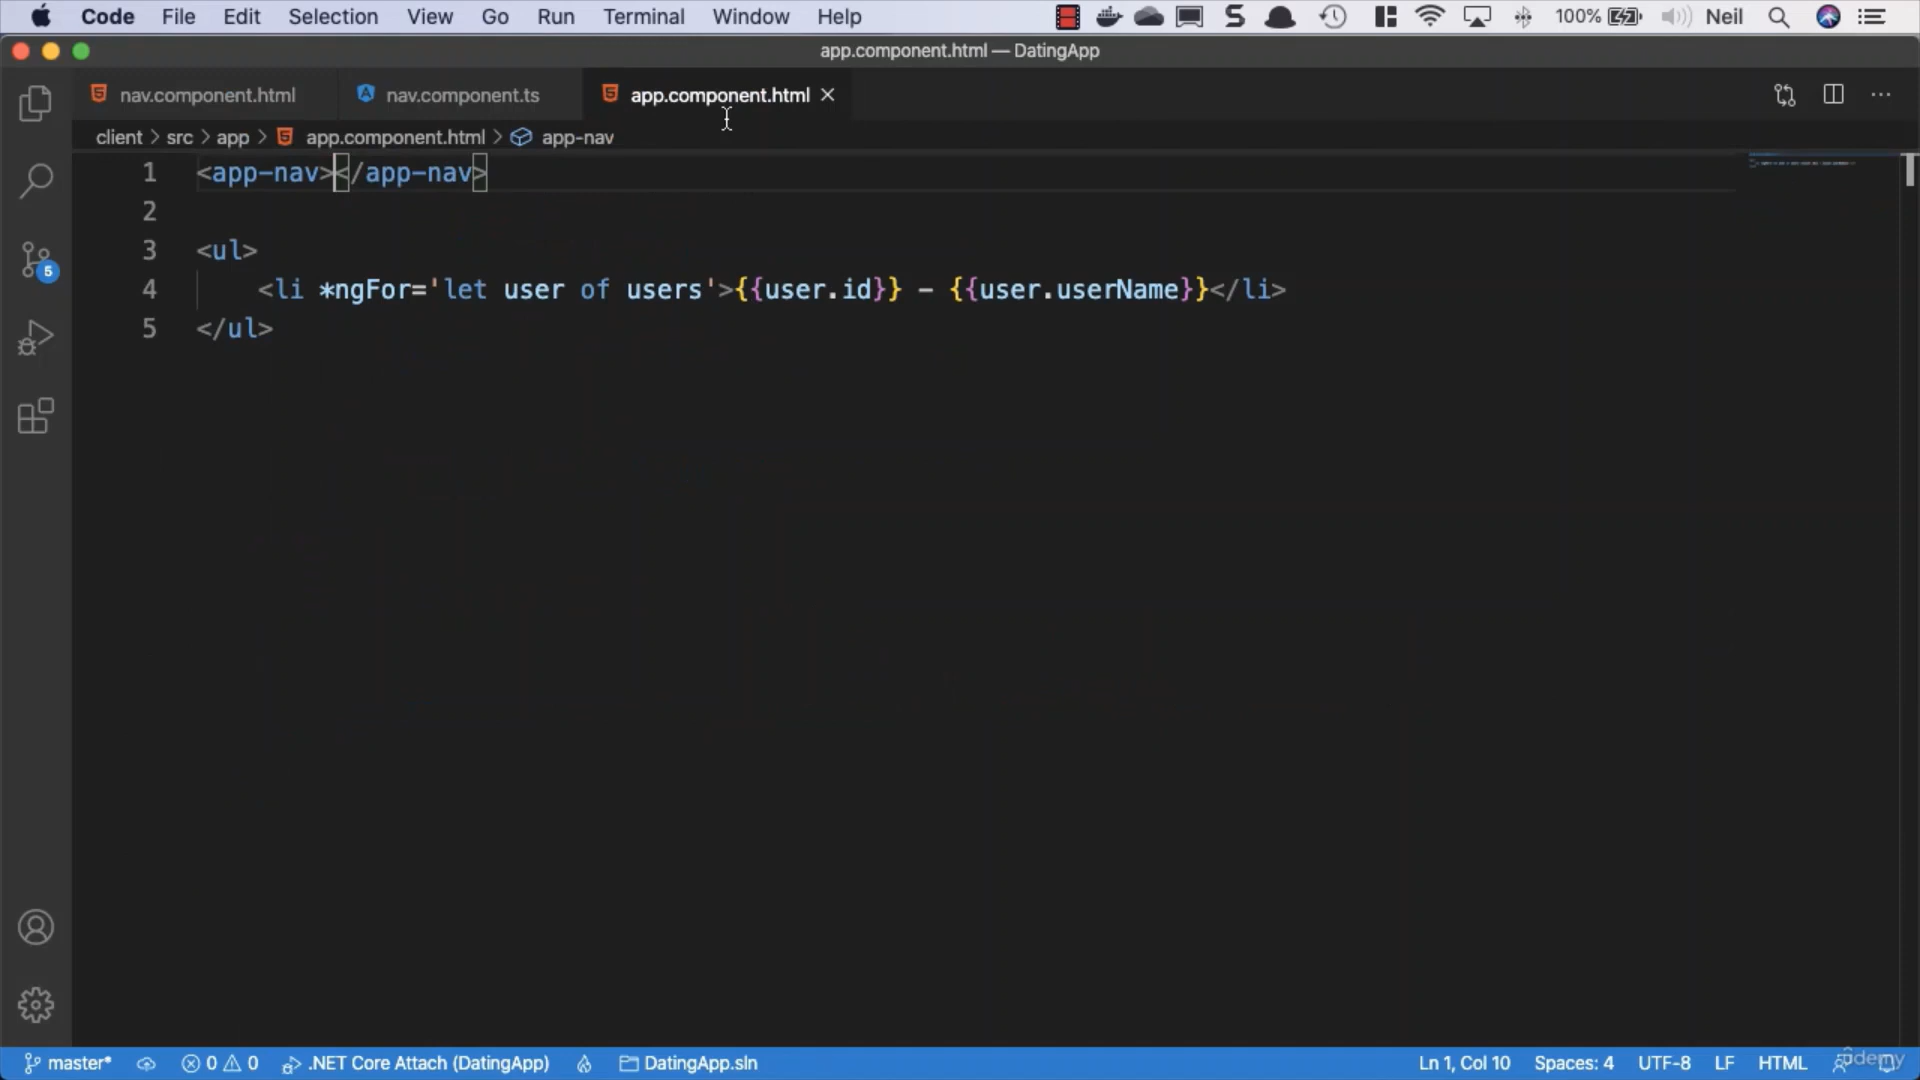 Code File Edit Selection View Go Run Terminal Window Help 100% Neil
app.component.html — DatingApp
nav.component.html nav.component.ts app.component.html
client > src > app > app.component.html > app-nav
1 <app-nav></app-nav>
2
3 <ul>
4 <li *ngFor='let user of users'>{{user.id}} - {{user.userName}}</li>
5 </ul>
5
master* 0 0 .NET Core Attach (DatingApp) DatingApp.sln Ln 1, Col 10 Spaces: 4 UTF-8 LF HTML
udemy